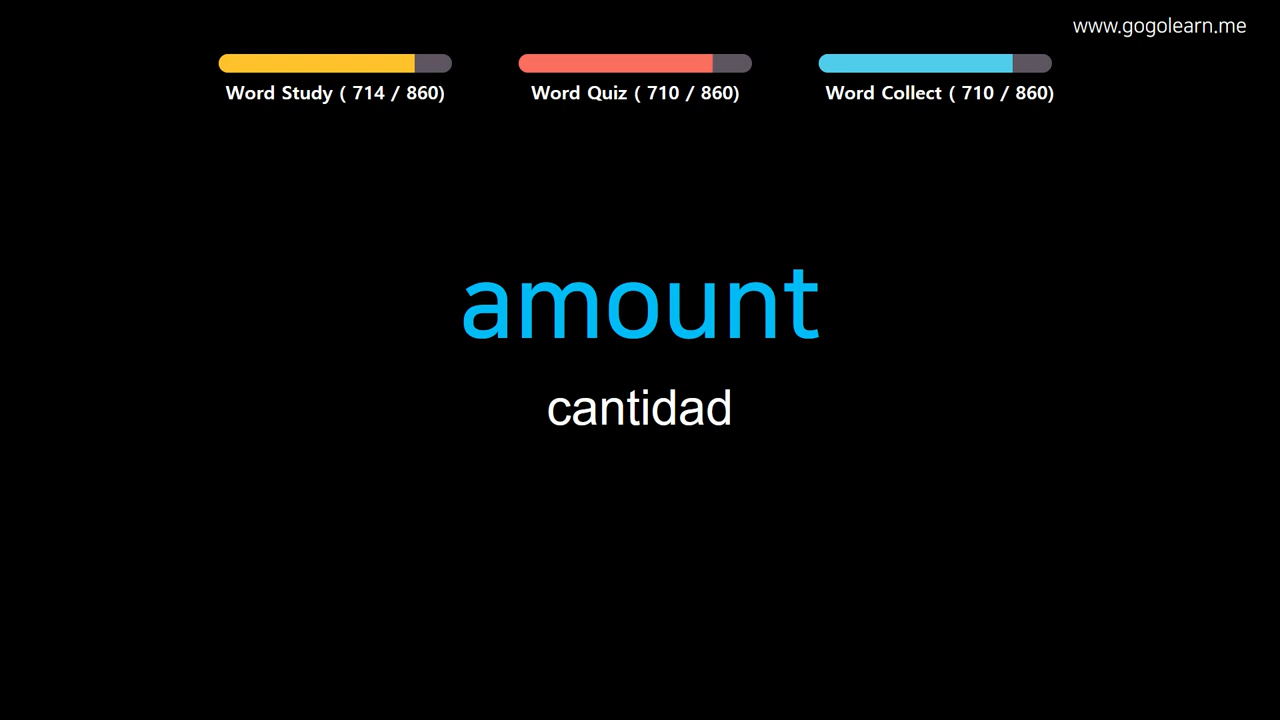 www.gogolearn.me
Word Study ( 714 / 860)
Word Quiz ( 710 / 860)
Word Collect ( 710 / 860)
amount
cantidad